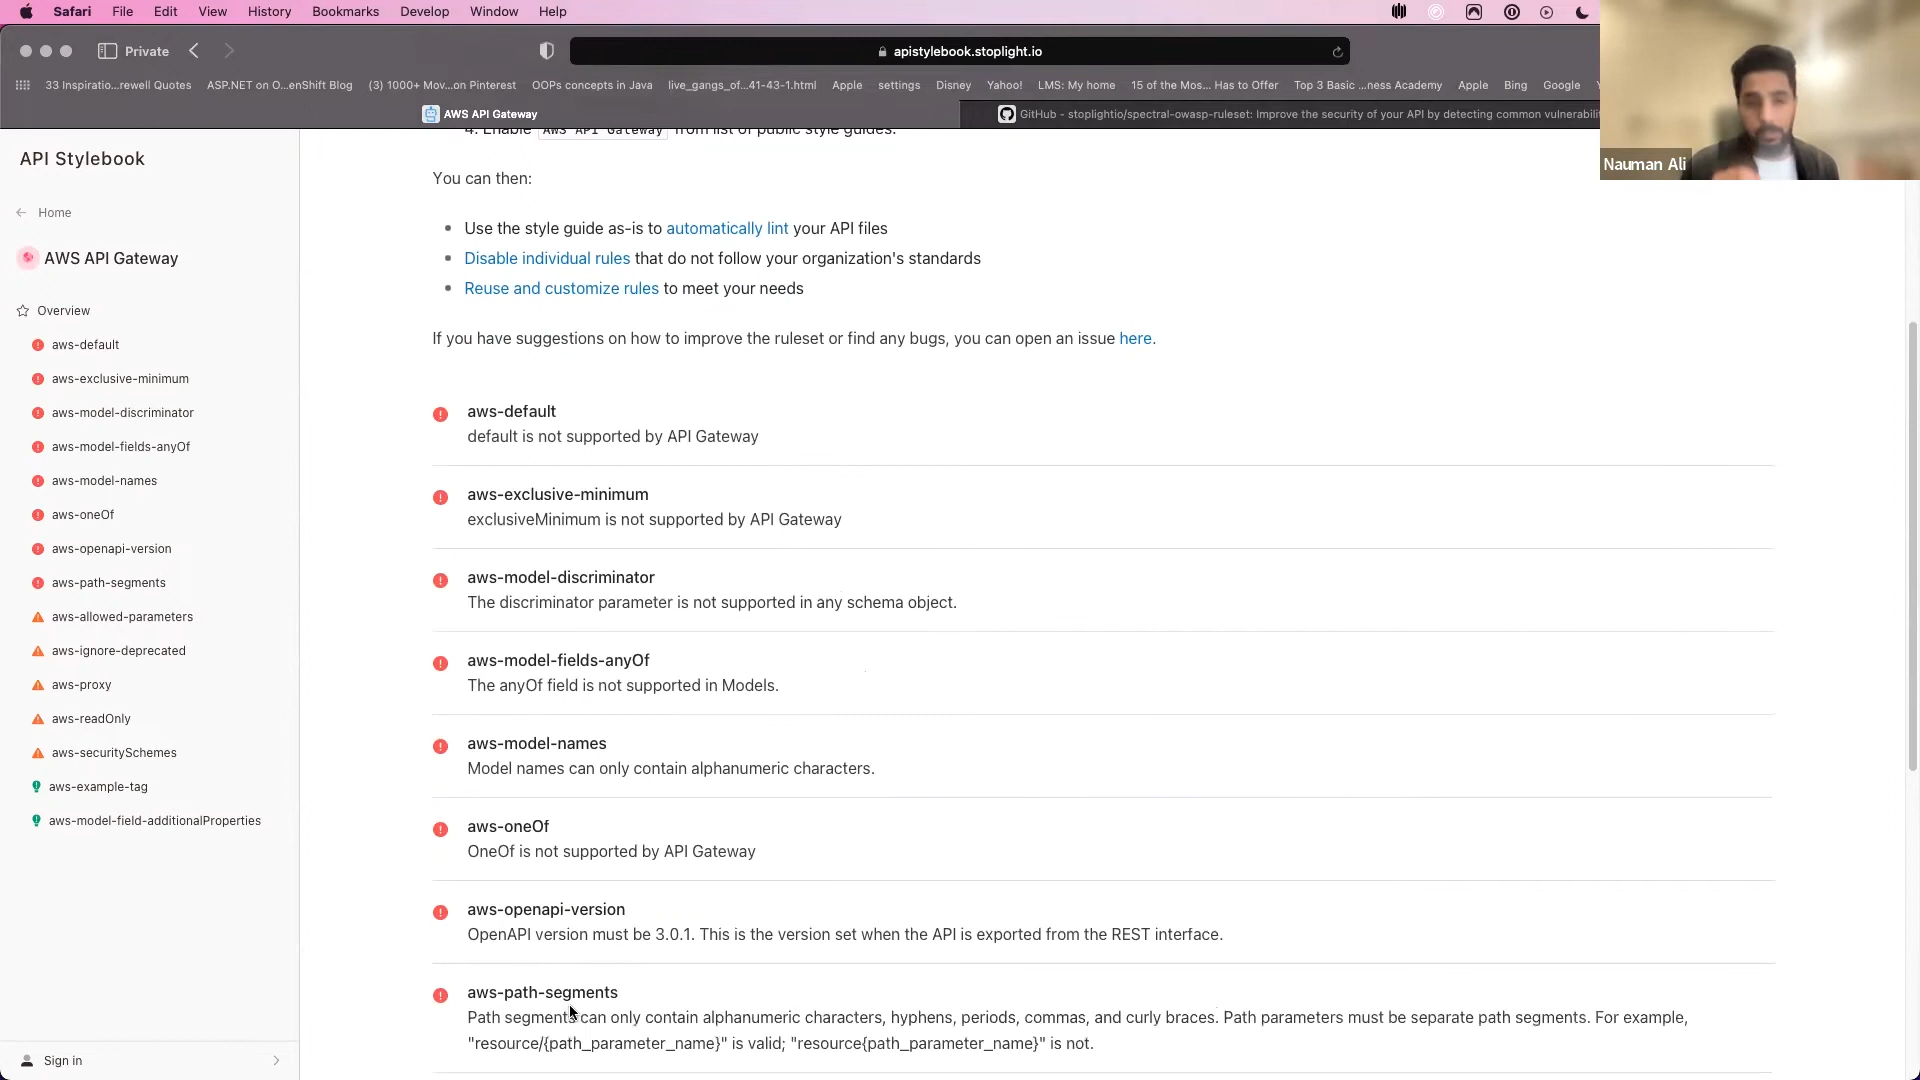 Safari File Edit View History Bookmarks Develop Window Help
Private
apistylebook.stoplight.io
33 Inspiratio...rewell Quotes ASP.NET on O...enShift Blog (3) 1000+ Mov...on Pinterest OOPs concepts in Java live_gangs_of...41-43-1.html Apple settings Disney Yahoo! LMS: My home 15 of the Mos... Has to Offer Top 3 Basic ...ness Academy Apple Bing Google
AWS API Gateway
GitHub - stoplightio/spectral-owasp-ruleset: Improve the security of your API by detecting common vulnerabilit
Nauman Ali
API Stylebook
Home
AWS API Gateway
Overview
aws-default
aws-exclusive-minimum
aws-model-discriminator
aws-model-fields-anyOf
aws-model-names
aws-oneOf
aws-openapi-version
aws-path-segments
aws-allowed-parameters
aws-ignore-deprecated
aws-proxy
aws-readOnly
aws-securitySchemes
aws-example-tag
aws-model-field-additionalProperties
Sign in
4. Enable AWS API Gateway from list of public style guides.
You can then:
• Use the style guide as-is to automatically lint your API files
• Disable individual rules that do not follow your organization's standards
• Reuse and customize rules to meet your needs
If you have suggestions on how to improve the ruleset or find any bugs, you can open an issue here.
aws-default
default is not supported by API Gateway
aws-exclusive-minimum
exclusiveMinimum is not supported by API Gateway
aws-model-discriminator
The discriminator parameter is not supported in any schema object.
aws-model-fields-anyOf
The anyOf field is not supported in Models.
aws-model-names
Model names can only contain alphanumeric characters.
aws-oneOf
OneOf is not supported by API Gateway
aws-openapi-version
OpenAPI version must be 3.0.1. This is the version set when the API is exported from the REST interface.
aws-path-segments
Path segments can only contain alphanumeric characters, hyphens, periods, commas, and curly braces. Path parameters must be separate path segments. For example,
"resource/{path_parameter_name}" is valid; "resource{path_parameter_name}" is not.